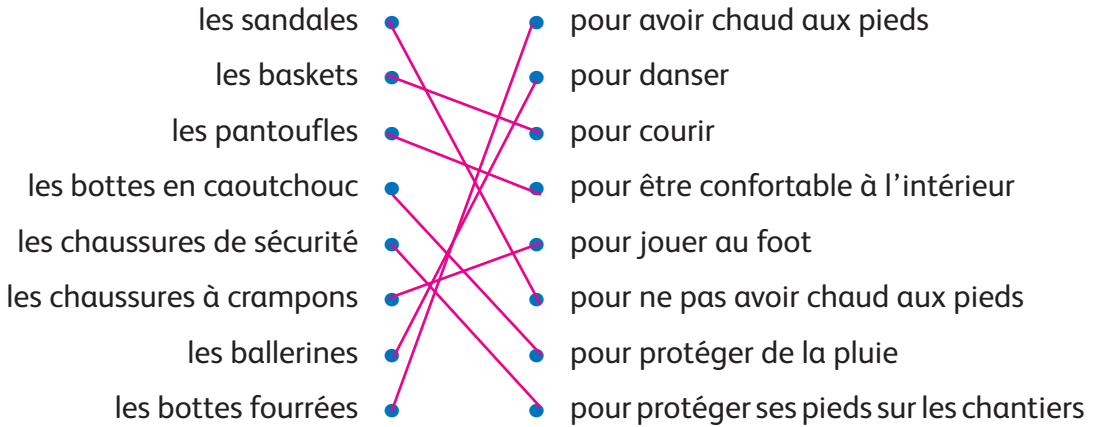 les sandales pour avoir chaud aux pieds
les baskets pour danser
les pantoufles pour courir
les bottes en caoutchouc pour être confortable à l'intérieur
les chaussures de sécurité pour jouer au foot
les chaussures à crampons pour ne pas avoir chaud aux pieds
les ballerines pour protéger de la pluie
les bottes fourrées pour protéger ses pieds sur les chantiers